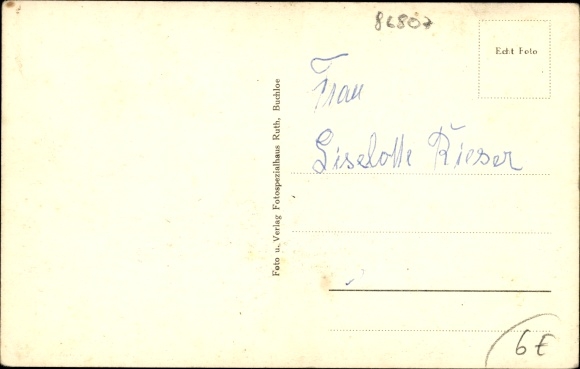 86807
Echt Foto
Foto u. Verlag Fotospezialhaus Ruth, Buchloe
Frau
Liselotte Rieser
6 €